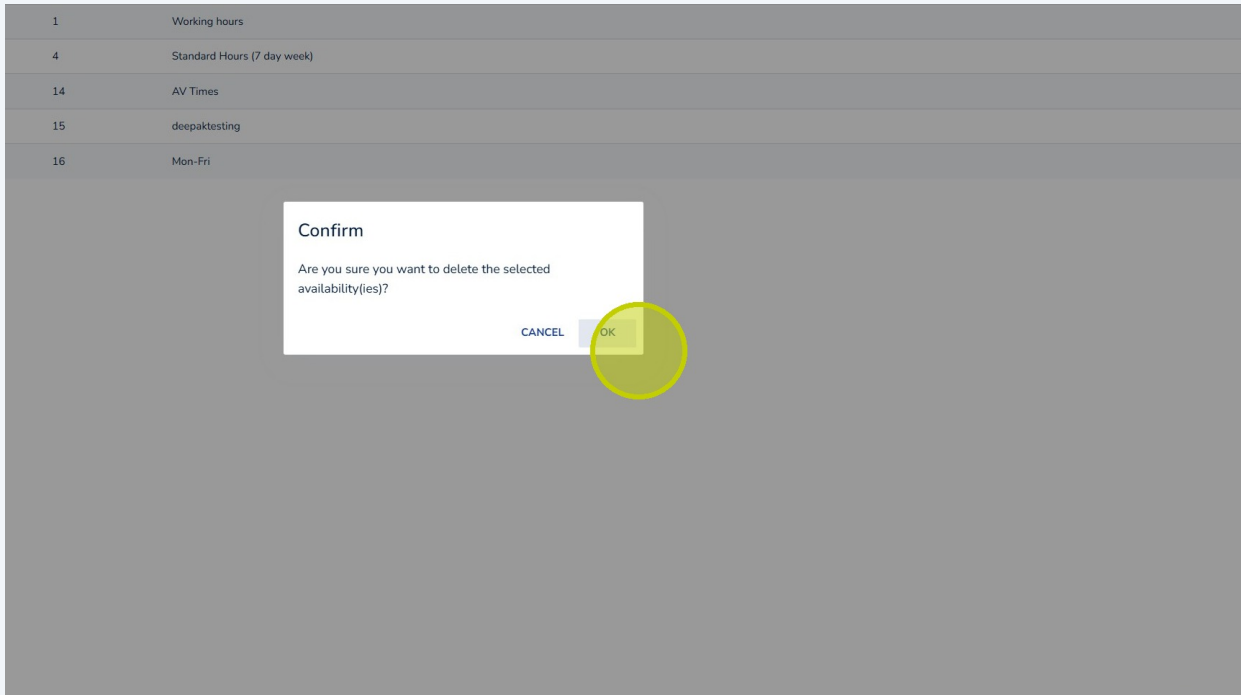 1 Working hours
4 Standard Hours (7 day week)
14 AV Times
15 deepaktesting
16 Mon-Fri
Confirm
Are you sure you want to delete the selected
availability(ies)?
CANCEL OK